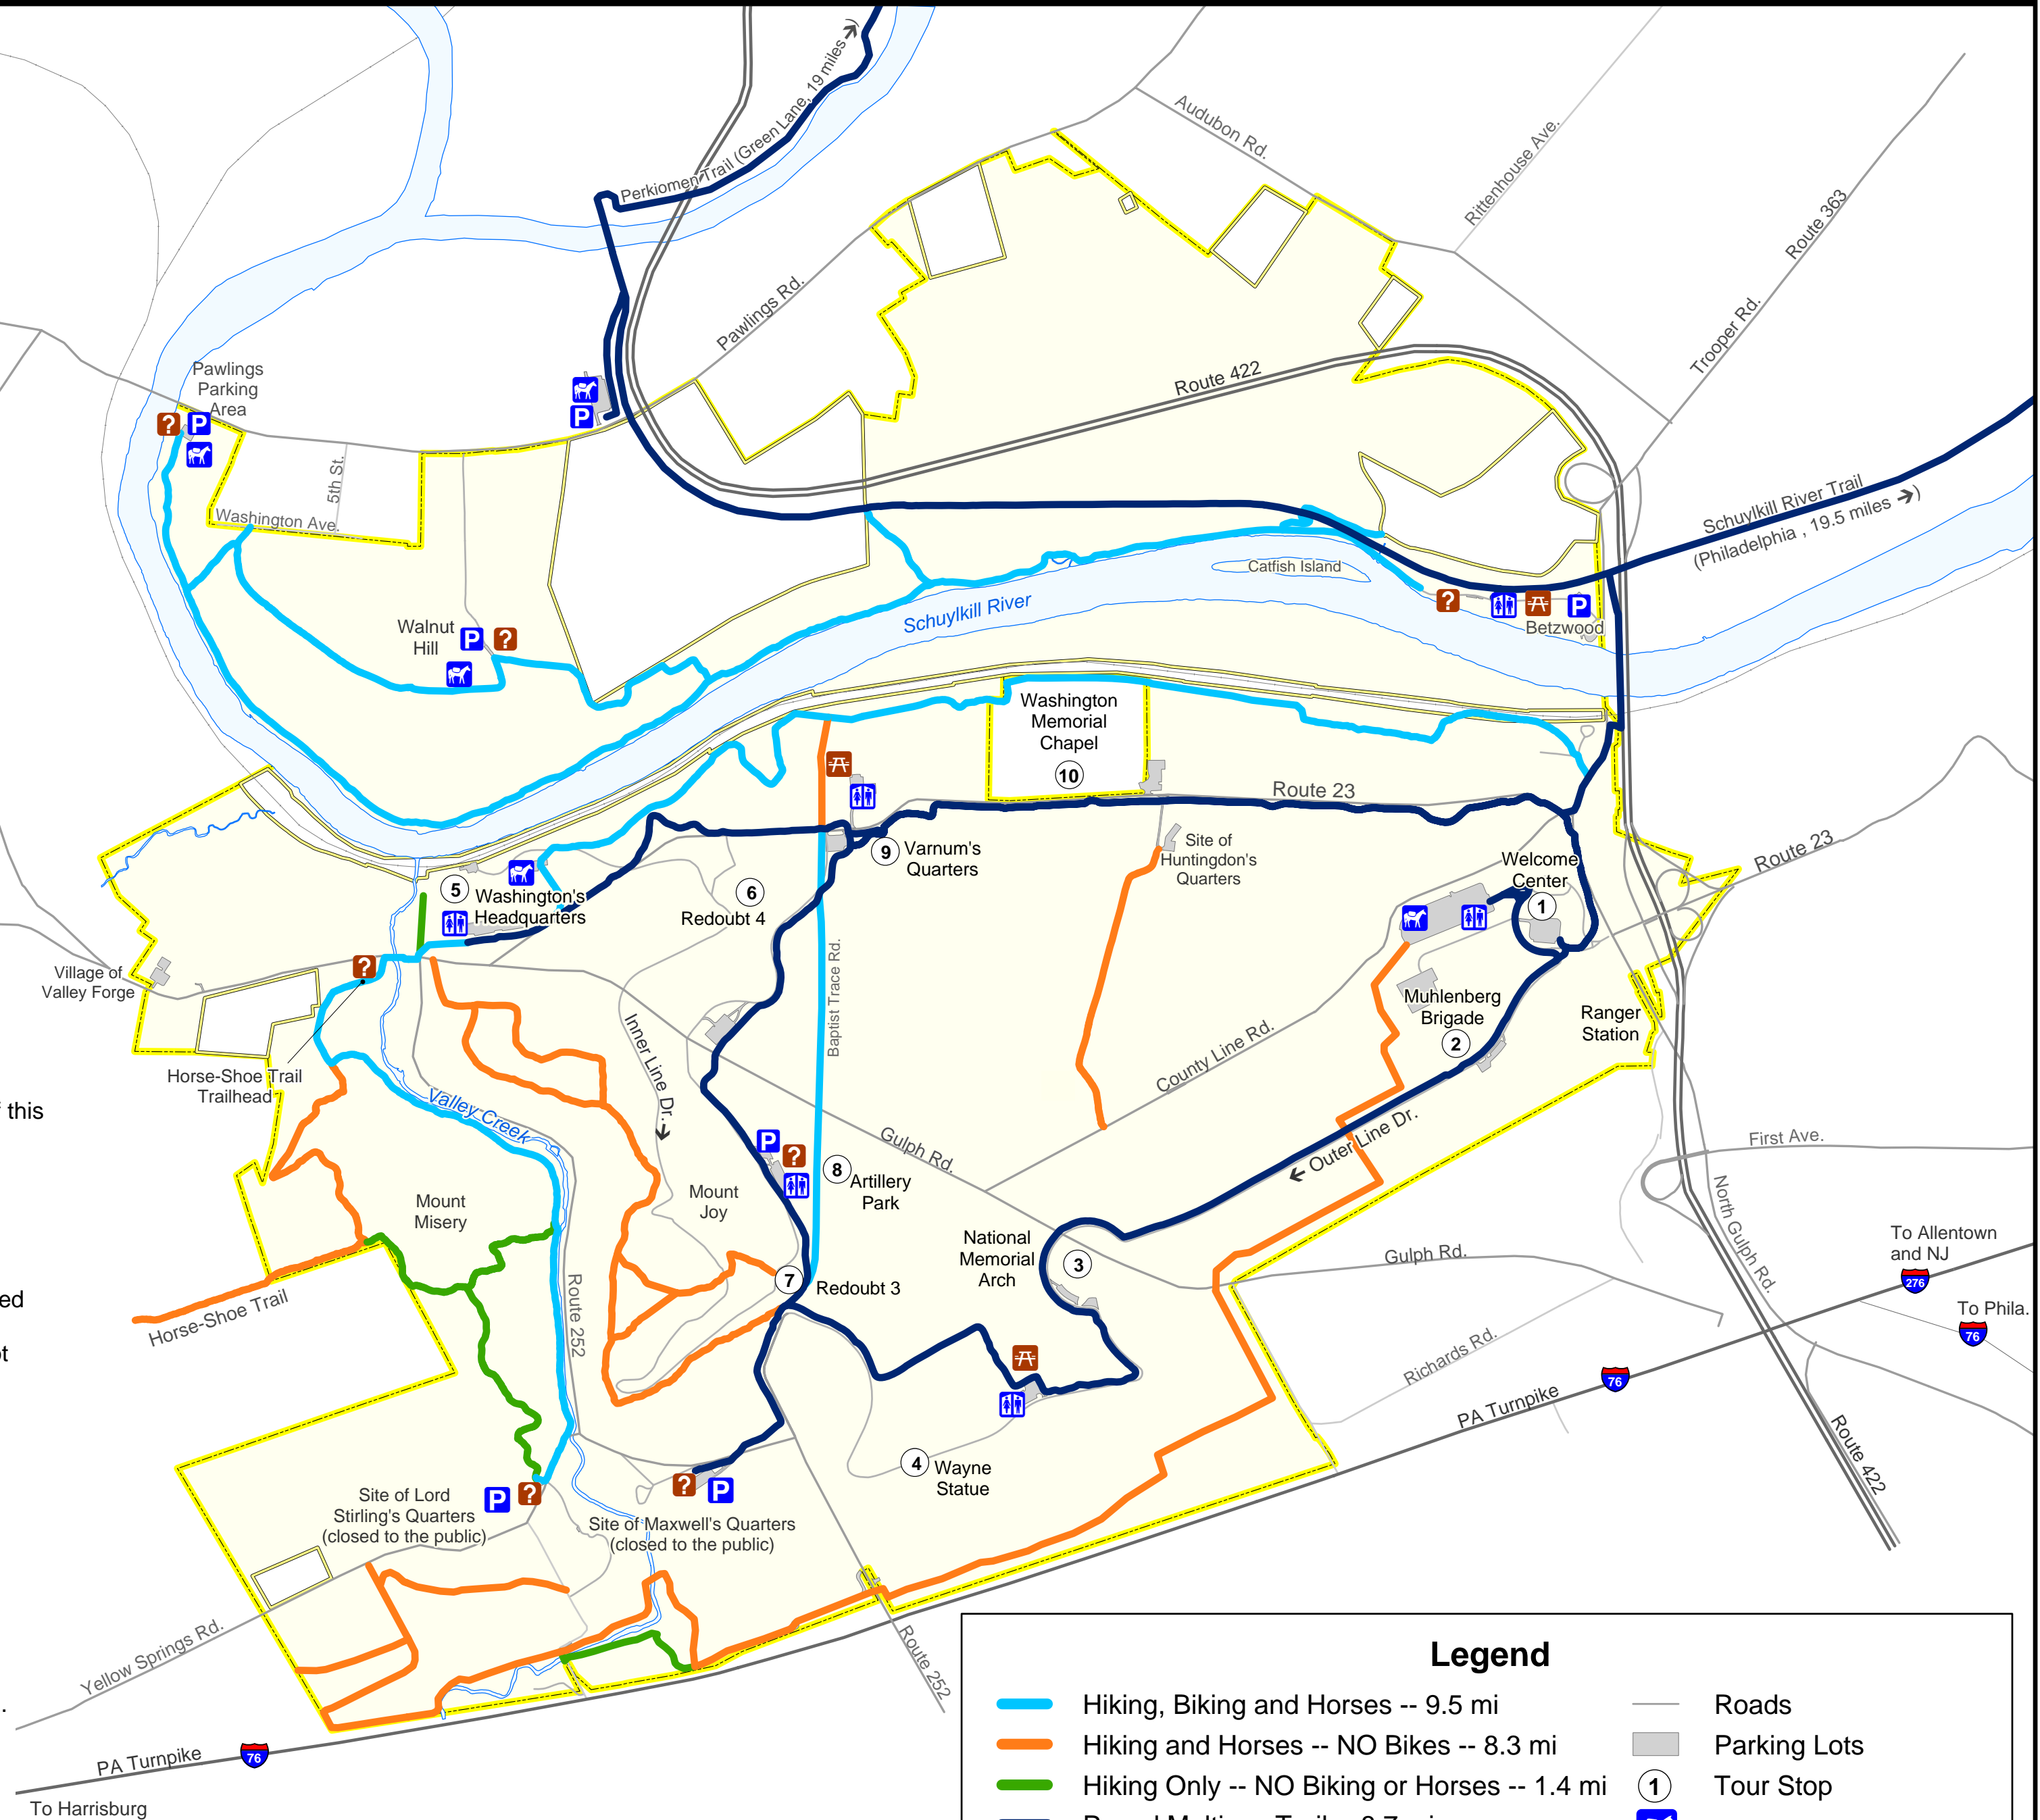 Perkiomen Trail (Green Lane, 19 miles →)
Audubon Rd.
Rittenhouse Ave.
Route 363
Trooper Rd.
Pawlings Rd.
Route 422
Pawlings
Parking
Area
?
P
P
5th St.
Washington Ave.
Schuylkill River Trail
(Philadelphia , 19.5 miles →)
Catfish Island
Schuylkill River
?
P
Betzwood
Walnut
Hill
P
?
Washington
Memorial
Chapel
10
Route 23
Site of
Huntingdon's
Quarters
9
Varnum's
Quarters
Welcome
Center
1
Route 23
5
Washington's
Headquarters
6
Redoubt 4
Village of
Valley Forge
?
Baptist Trace Rd.
Inner Line Dr. →
Muhlenberg
Brigade
2
Ranger
Station
Horse-Shoe Trail
Trailhead
County Line Rd.
f this
Valley Creek
← Outer Line Dr.
First Ave.
Gulph Rd.
P
?
8
Artillery
Park
Mount
Joy
Mount
Misery
North Gulph Rd.
National
Memorial
Arch
3
Gulph Rd.
To Allentown
and NJ
276
7
Redoubt 3
ed
To Phila.
76
Horse-Shoe Trail
Route 252
ot
Richards Rd.
76
PA Turnpike
Route 422
4
Wayne
Statue
Site of Lord
Stirling's Quarters
(closed to the public)
P
?
?
P
Site of Maxwell's Quarters
(closed to the public)
Yellow Springs Rd.
Route 252
.
PA Turnpike
76
To Harrisburg
Legend
Hiking, Biking and Horses -- 9.5 mi
Roads
Hiking and Horses -- NO Bikes -- 8.3 mi
Parking Lots
Hiking Only -- NO Biking or Horses -- 1.4 mi
1
Tour Stop